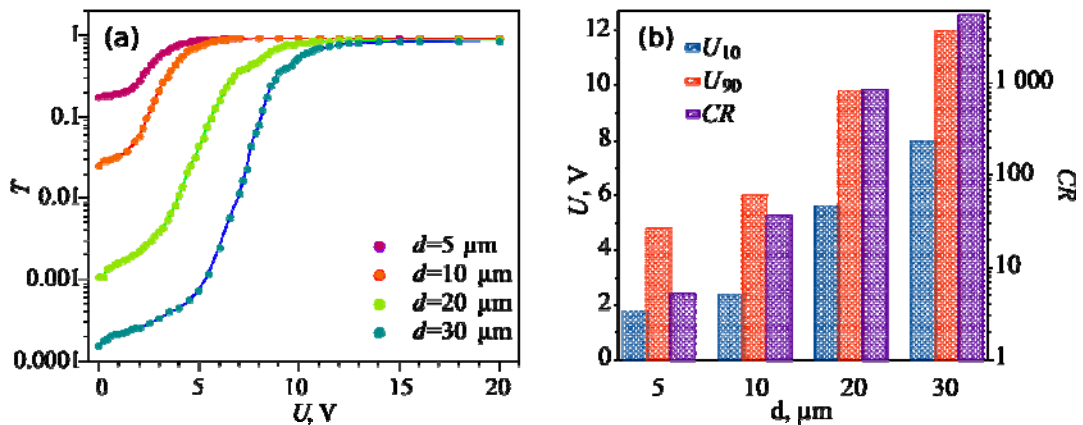 (a)
1
0.1
0.01
0.001
0.0001
T
d=5 µm
d=10 µm
d=20 µm
d=30 µm
0 5 10 15 20
U, V
(b)
12
10
8
6
4
2
0
U, V
U10
U90
CR
1 000
100
10
1
CR
5 10 20 30
d, µm